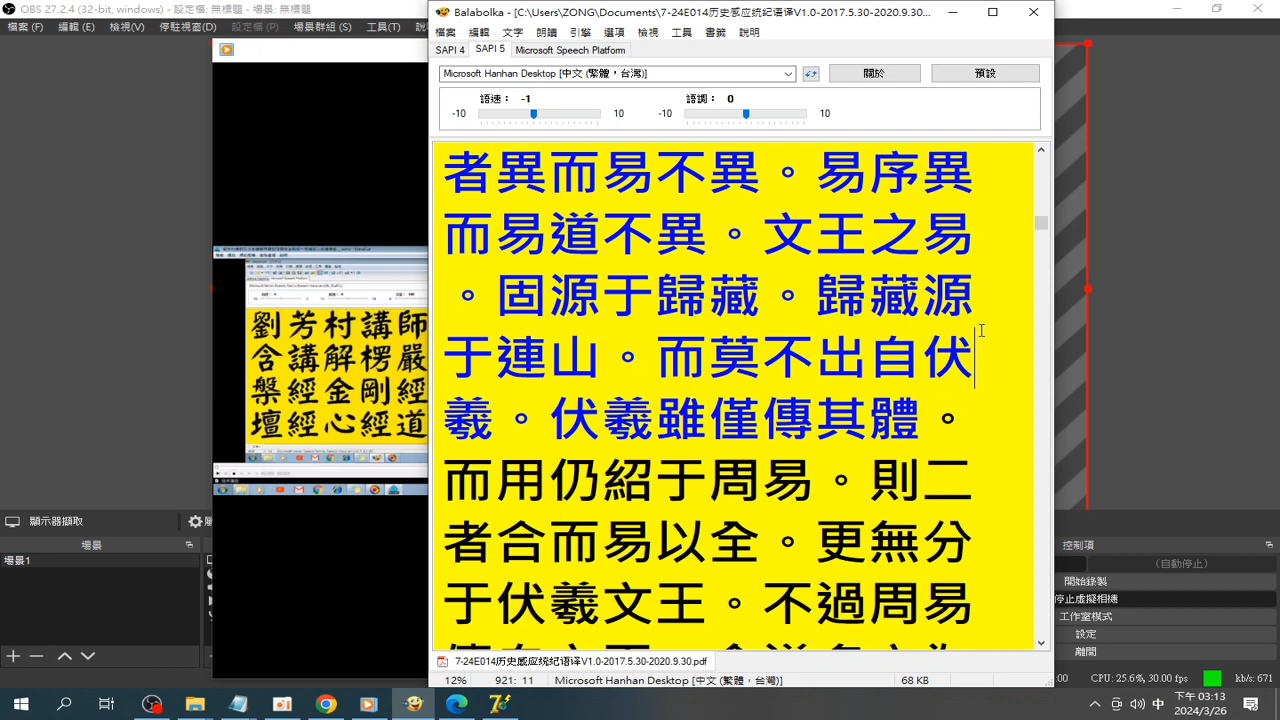 OBS 27.2.4 (32-bit, windows) - 設定檔: 無標題 - 場景: 無標題
檔案 (F) 編輯 (E) 檢視(V) 停駐視窗(D) 設定檔 (P) 場景群組 (S) 工具(T)
Balabolka - [C:\Users\ZONG\Documents\7-24E014历史感应统纪语译V1.0-2017.5.30-2020.9.30....
檔案 編輯 文字 朗讀 引擎 選項 檢視 工具 書籤 說明
SAPI 4 SAPI 5 Microsoft Speech Platform
Microsoft Hanhan Desktop [中文 (繁體，台灣)] 關於 預設
語速： -1 語調： 0
-10 10 -10 10
者異而易不異。易序異
而易道不異。文王之易
。固源于歸藏。歸藏源
于連山。而莫不出自伏
羲。伏羲雖僅傳其體。
而用仍紹于周易。則二
者合而易以全。更無分
于伏羲文王。不過周易
劉芳村講師
含講解楞嚴
槃經金剛經
壇經心經道
顯示器擷取
場景
場景1
控制項
(自動停止)
開始錄製
停止虛擬相機
工作室模式
設定
離開
7-24E014历史感应统纪语译V1.0-2017.5.30-2020.9.30.pdf
12% 921: 11 Microsoft Hanhan Desktop [中文 (繁體，台灣)] 68 KB
CPU: 25.6%, 30.00 fps kb/s: 671
中 下午 03:13
2024/3/26